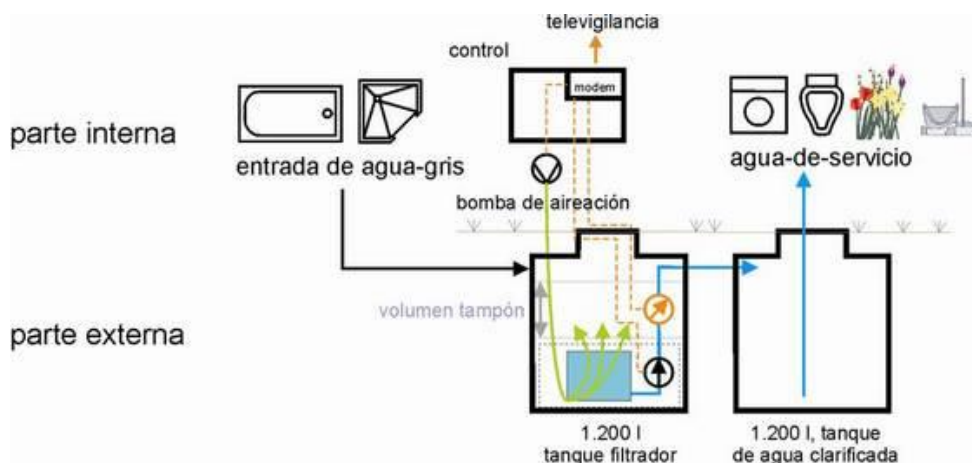 televigilancia
control
modem
parte interna
entrada de agua-gris
agua-de-servicio
bomba de aireación
volumen tampón
parte externa
1.200 l
tanque filtrador
1.200 l, tanque
de agua clarificada